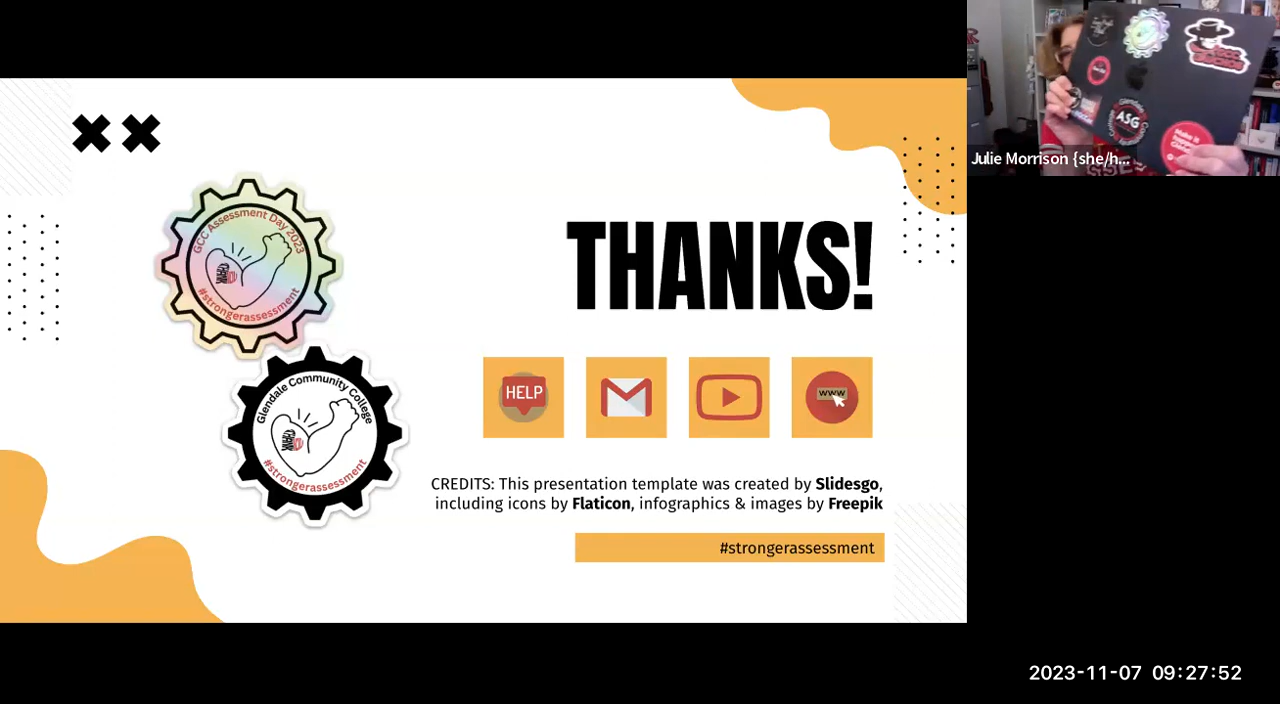 GCC Assessment Day 2023
THINK
#strongerassessment
Glendale Community College
THINK
#strongerassessment
THANKS!
HELP
www
CREDITS: This presentation template was created by Slidesgo,
including icons by Flaticon, infographics & images by Freepik
#strongerassessment
ASG
Julie Morrison {she/h...
2023-11-07 09:27:52